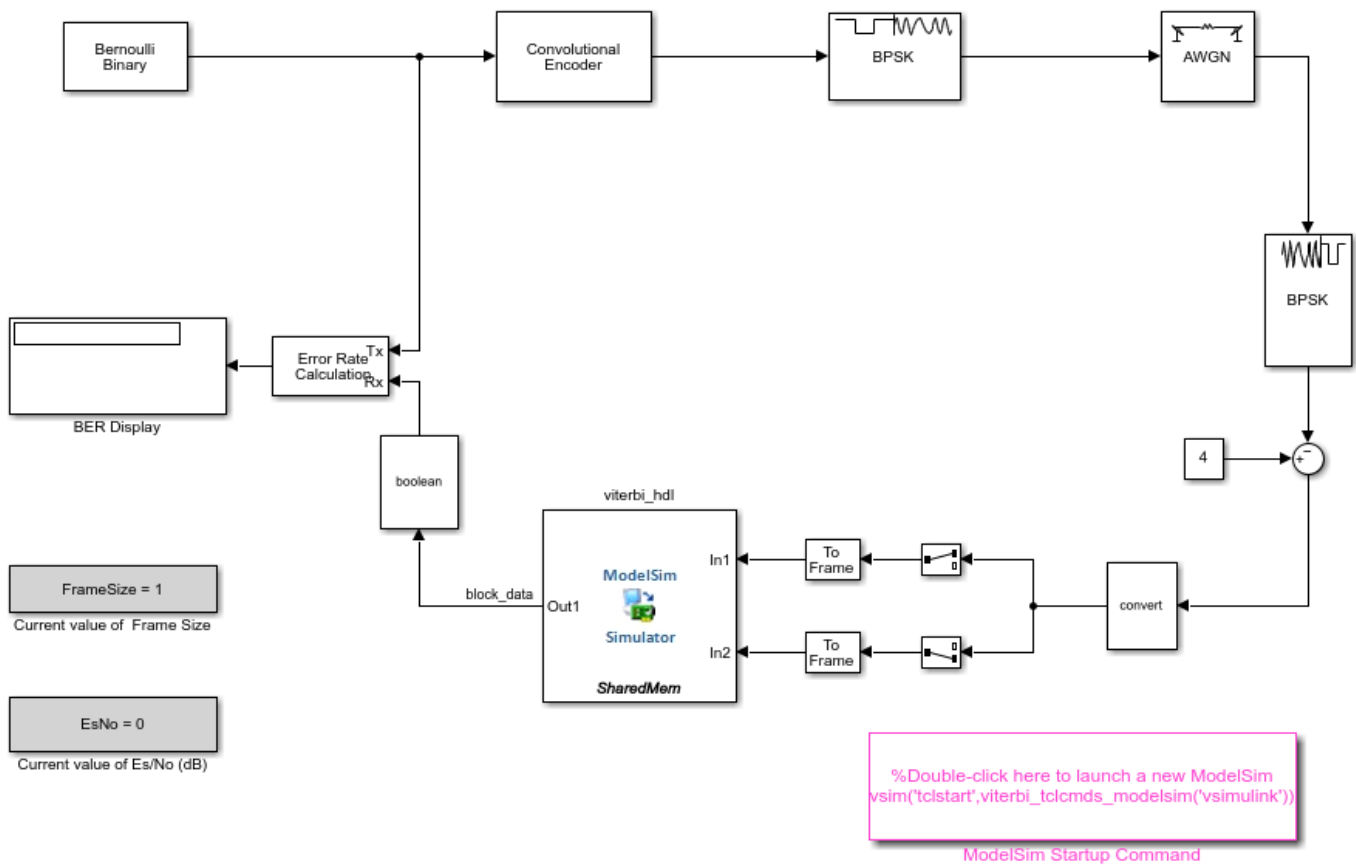 Bernoulli
Binary
Convolutional
Encoder
BPSK
AWGN
BPSK
Tx
Error Rate
Calculation
Rx
BER Display
4
+
−
boolean
viterbi_hdl
ModelSim
Simulator
In1
In2
Out1
SharedMem
block_data
To
Frame
To
Frame
convert
FrameSize = 1
Current value of  Frame Size
EsNo = 0
Current value of Es/No (dB)
%Double-click here to launch a new ModelSim
vsim('tclstart',viterbi_tclcmds_modelsim('vsimulink'))
ModelSim Startup Command